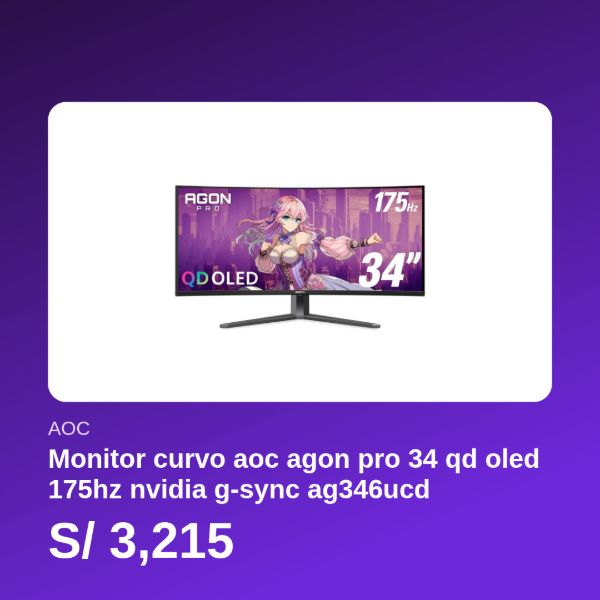 AGON
PRO
175Hz
QD OLED
34"
AOC
Monitor curvo aoc agon pro 34 qd oled
175hz nvidia g-sync ag346ucd
S/ 3,215